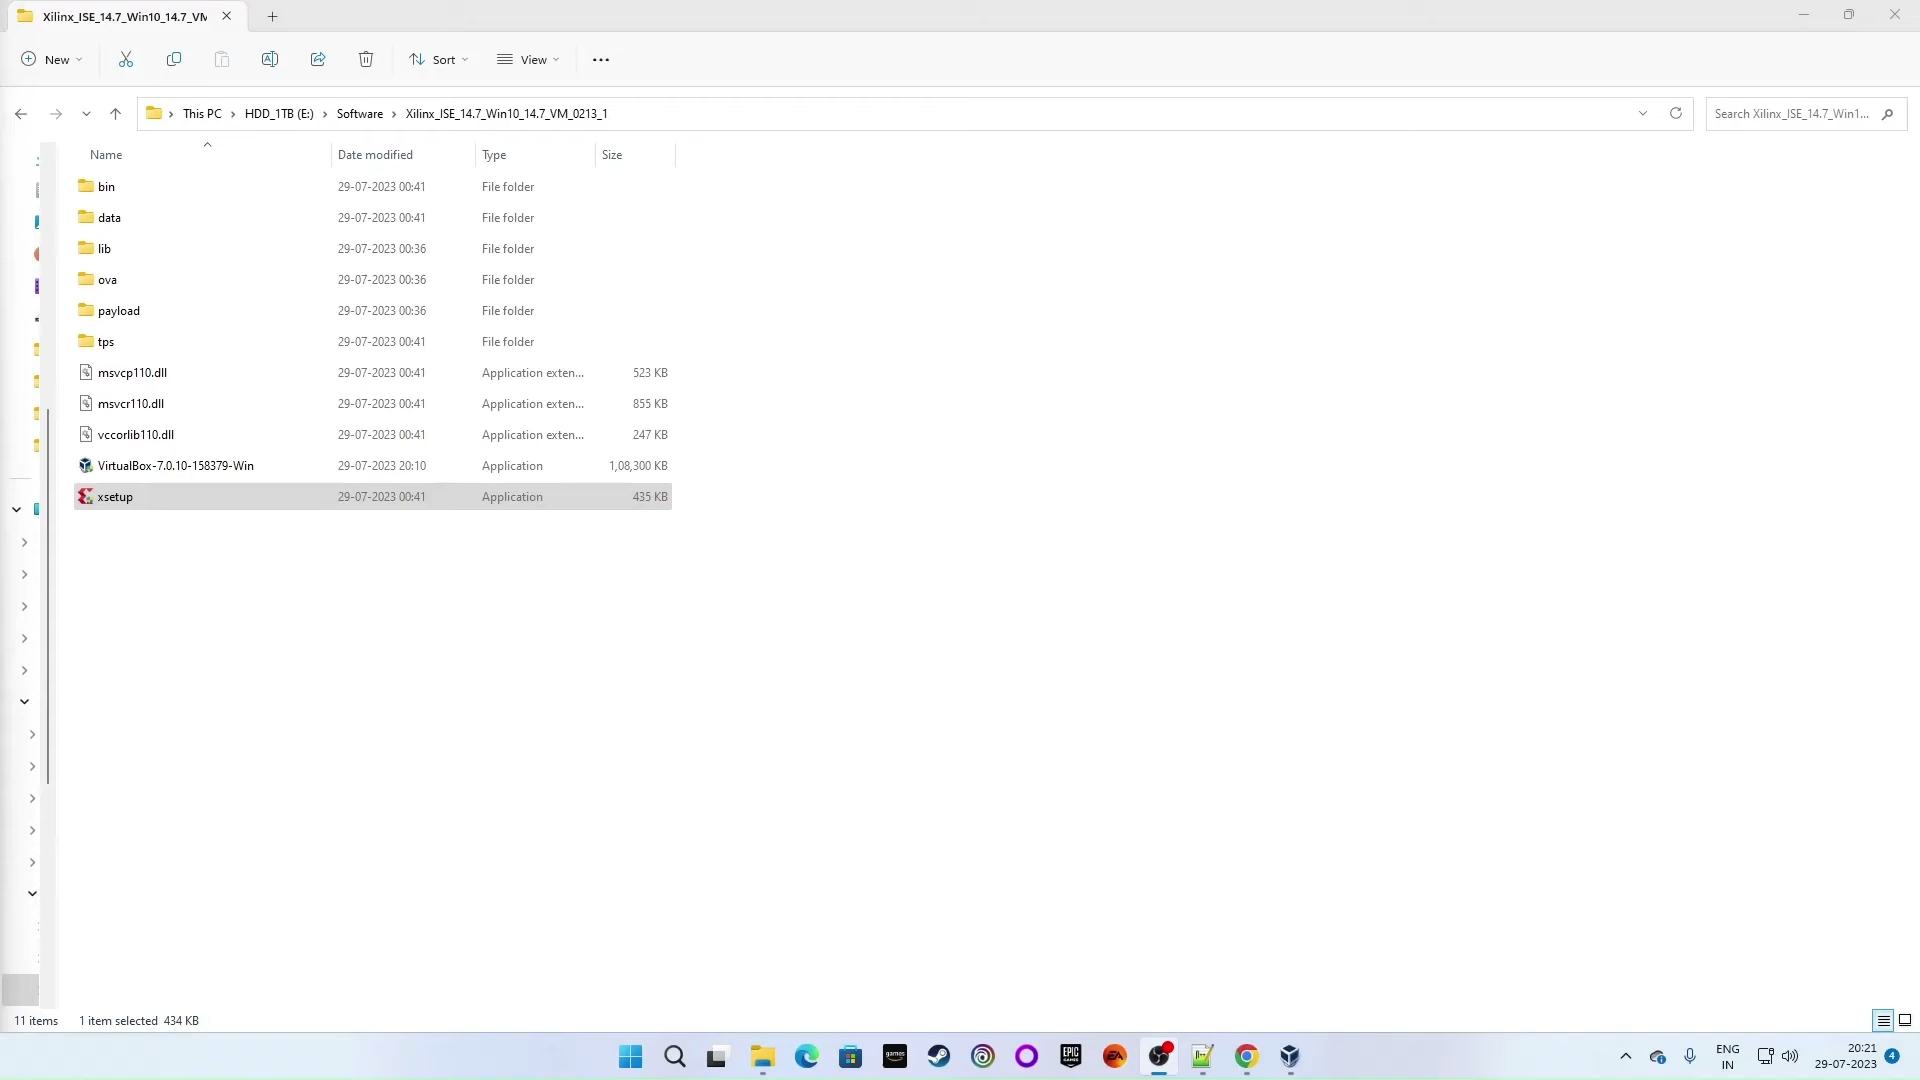 Xilinx_ISE_14.7_Win10_14.7_VM
New
Sort
View
This PC
HDD_1TB (E:)
Software
Xilinx_ISE_14.7_Win10_14.7_VM_0213_1
Search Xilinx_ISE_14.7_Win1...
Name Date modified Type Size
bin 29-07-2023 00:41 File folder
data 29-07-2023 00:41 File folder
lib 29-07-2023 00:36 File folder
ova 29-07-2023 00:36 File folder
payload 29-07-2023 00:36 File folder
tps 29-07-2023 00:41 File folder
msvcp110.dll 29-07-2023 00:41 Application exten... 523 KB
msvcr110.dll 29-07-2023 00:41 Application exten... 855 KB
vccorlib110.dll 29-07-2023 00:41 Application exten... 247 KB
VirtualBox-7.0.10-158379-Win 29-07-2023 20:10 Application 1,08,300 KB
xsetup 29-07-2023 00:41 Application 435 KB
11 items 1 item selected 434 KB
games
EPIC
GAMES
EA
ENG
IN
20:21
29-07-2023
4